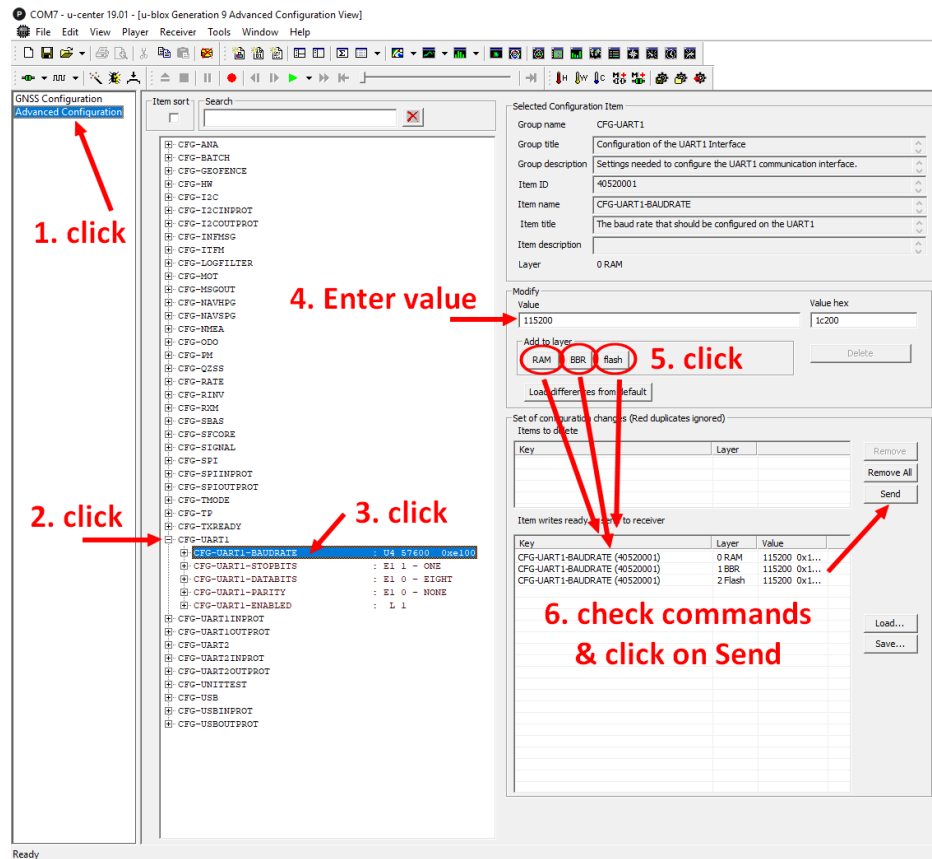 COM7 - u-center 19.01 - [u-blox Generation 9 Advanced Configuration View]
File Edit View Player Receiver Tools Window Help
GNSS Configuration
Advanced Configuration
1. click
Item sort
Search
CFG-ANA
CFG-BATCH
CFG-GEOFENCE
CFG-HW
CFG-I2C
CFG-I2CINPROT
CFG-I2COUTPROT
CFG-INFMSG
CFG-ITFM
CFG-LOGFILTER
CFG-MOT
CFG-MSGOUT
CFG-NAVHPG
CFG-NAVSPG
CFG-NMEA
CFG-ODO
CFG-PM
CFG-QZSS
CFG-RATE
CFG-RINV
CFG-RXM
CFG-SBAS
CFG-SFCORE
CFG-SIGNAL
CFG-SPI
CFG-SPIINPROT
CFG-SPIOUTPROT
CFG-TMODE
CFG-TP
CFG-TXREADY
2. click
3. click
CFG-UART1
CFG-UART1-BAUDRATE : U4 57600 0xe100
CFG-UART1-STOPBITS : E1 1 - ONE
CFG-UART1-DATABITS : E1 0 - EIGHT
CFG-UART1-PARITY : E1 0 - NONE
CFG-UART1-ENABLED : L 1
CFG-UART1INPROT
CFG-UART1OUTPROT
CFG-UART2
CFG-UART2INPROT
CFG-UART2OUTPROT
CFG-UNITTEST
CFG-USB
CFG-USBINPROT
CFG-USBOUTPROT
Selected Configuration Item
Group name CFG-UART1
Group title Configuration of the UART1 Interface
Group description Settings needed to configure the UART1 communication interface.
Item ID 40520001
Item name CFG-UART1-BAUDRATE
Item title The baud rate that should be configured on the UART1
Item description
Layer 0 RAM
4. Enter value
Modify
Value Value hex
115200 1c200
Add to layer
RAM BBR flash
5. click
Delete
Load differences from default
Set of configuration changes (Red duplicates ignored)
Items to delete
Key Layer
Remove
Remove All
Send
Item writes ready to send to receiver
Key Layer Value
CFG-UART1-BAUDRATE (40520001) 0 RAM 115200 0x1...
CFG-UART1-BAUDRATE (40520001) 1 BBR 115200 0x1...
CFG-UART1-BAUDRATE (40520001) 2 Flash 115200 0x1...
6. check commands
& click on Send
Load...
Save...
Ready